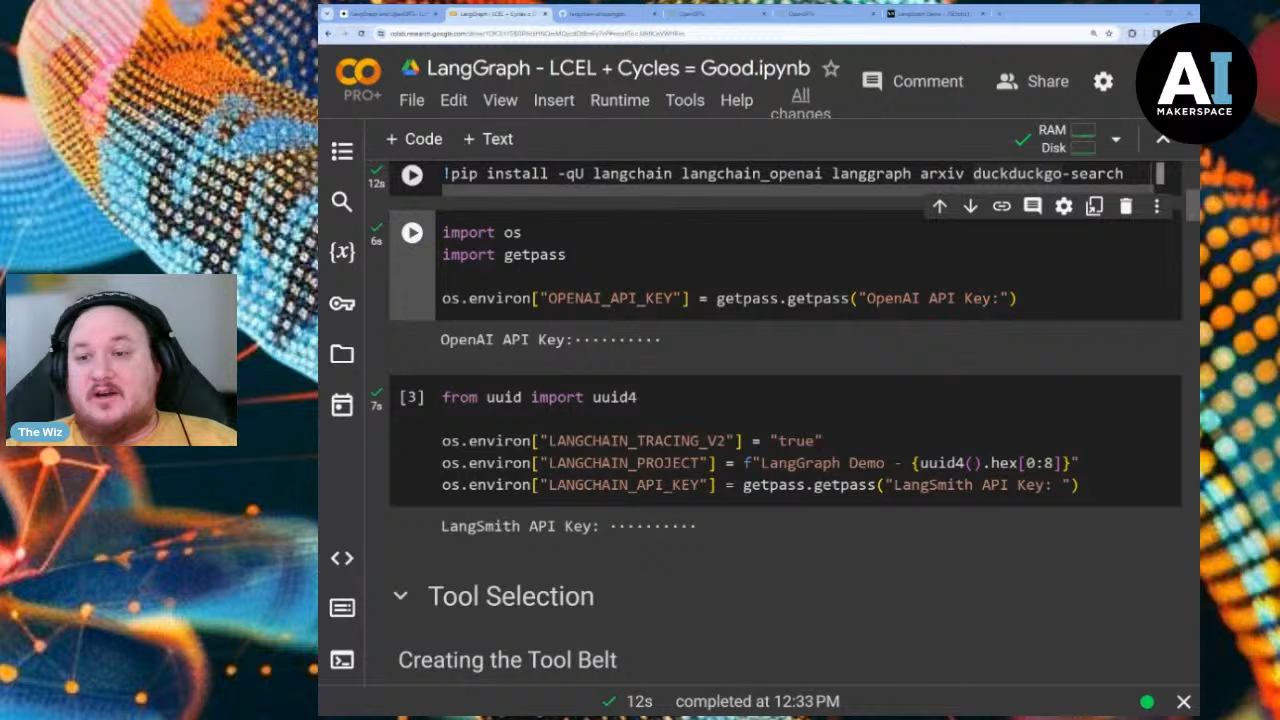 LangGraph - LCEL + Cycles = Good.ipynb
PRO+
File Edit View Insert Runtime Tools Help
All changes
Comment
Share
AI
MAKERSPACE
+ Code + Text
RAM
Disk
12s
!pip install -qU langchain langchain_openai langgraph arxiv duckduckgo-search
6s
import os
import getpass
os.environ["OPENAI_API_KEY"] = getpass.getpass("OpenAI API Key:")
OpenAI API Key:··········
7s
[3] from uuid import uuid4
os.environ["LANGCHAIN_TRACING_V2"] = "true"
os.environ["LANGCHAIN_PROJECT"] = f"LangGraph Demo - {uuid4().hex[0:8]}"
os.environ["LANGCHAIN_API_KEY"] = getpass.getpass("LangSmith API Key: ")
LangSmith API Key: ··········
The Wiz
Tool Selection
Creating the Tool Belt
12s completed at 12:33 PM